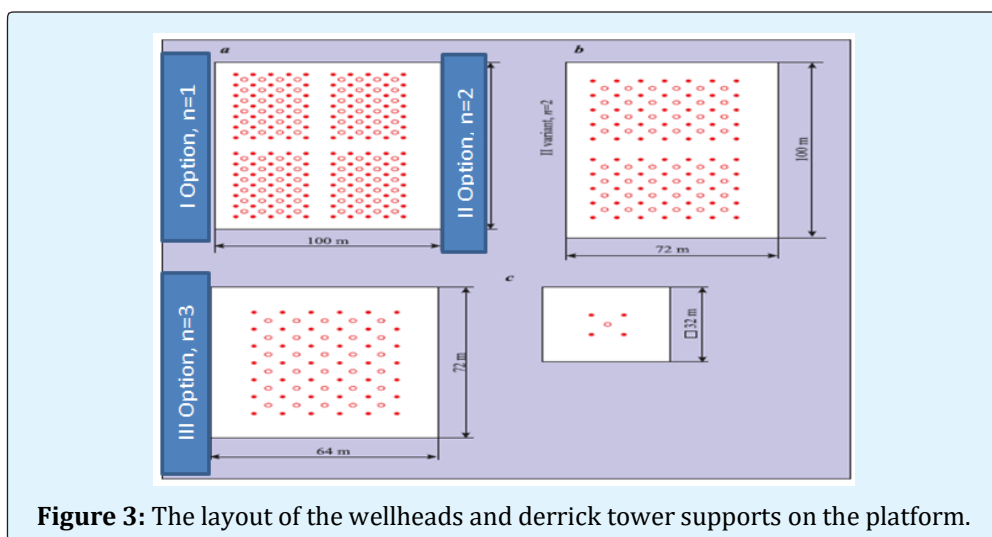 a
b
I Option, n=1
II Option, n=2
II variant, n=2
100 m
100 m
72 m
c
III Option, n=3
72 m
□ 32 m
64 m
Figure 3: The layout of the wellheads and derrick tower supports on the platform.